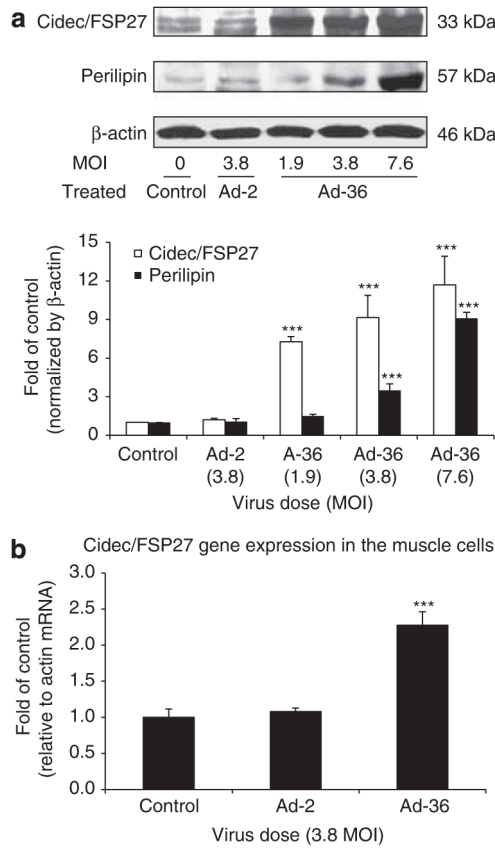 a
Cidec/FSP27 33 kDa
Perilipin 57 kDa
β-actin 46 kDa
MOI 0 3.8 1.9 3.8 7.6
Treated Control Ad-2 Ad-36
Fold of control
(normalized by β-actin)
15
12
9
6
3
0
Cidec/FSP27
Perilipin
***
***
***
***
***
Control Ad-2 A-36 Ad-36 Ad-36
(3.8) (1.9) (3.8) (7.6)
Virus dose (MOI)
b
Cidec/FSP27 gene expression in the muscle cells
Fold of control
(relative to actin mRNA)
3.0
2.5
2.0
1.5
1.0
0.5
0.0
***
Control Ad-2 Ad-36
Virus dose (3.8 MOI)